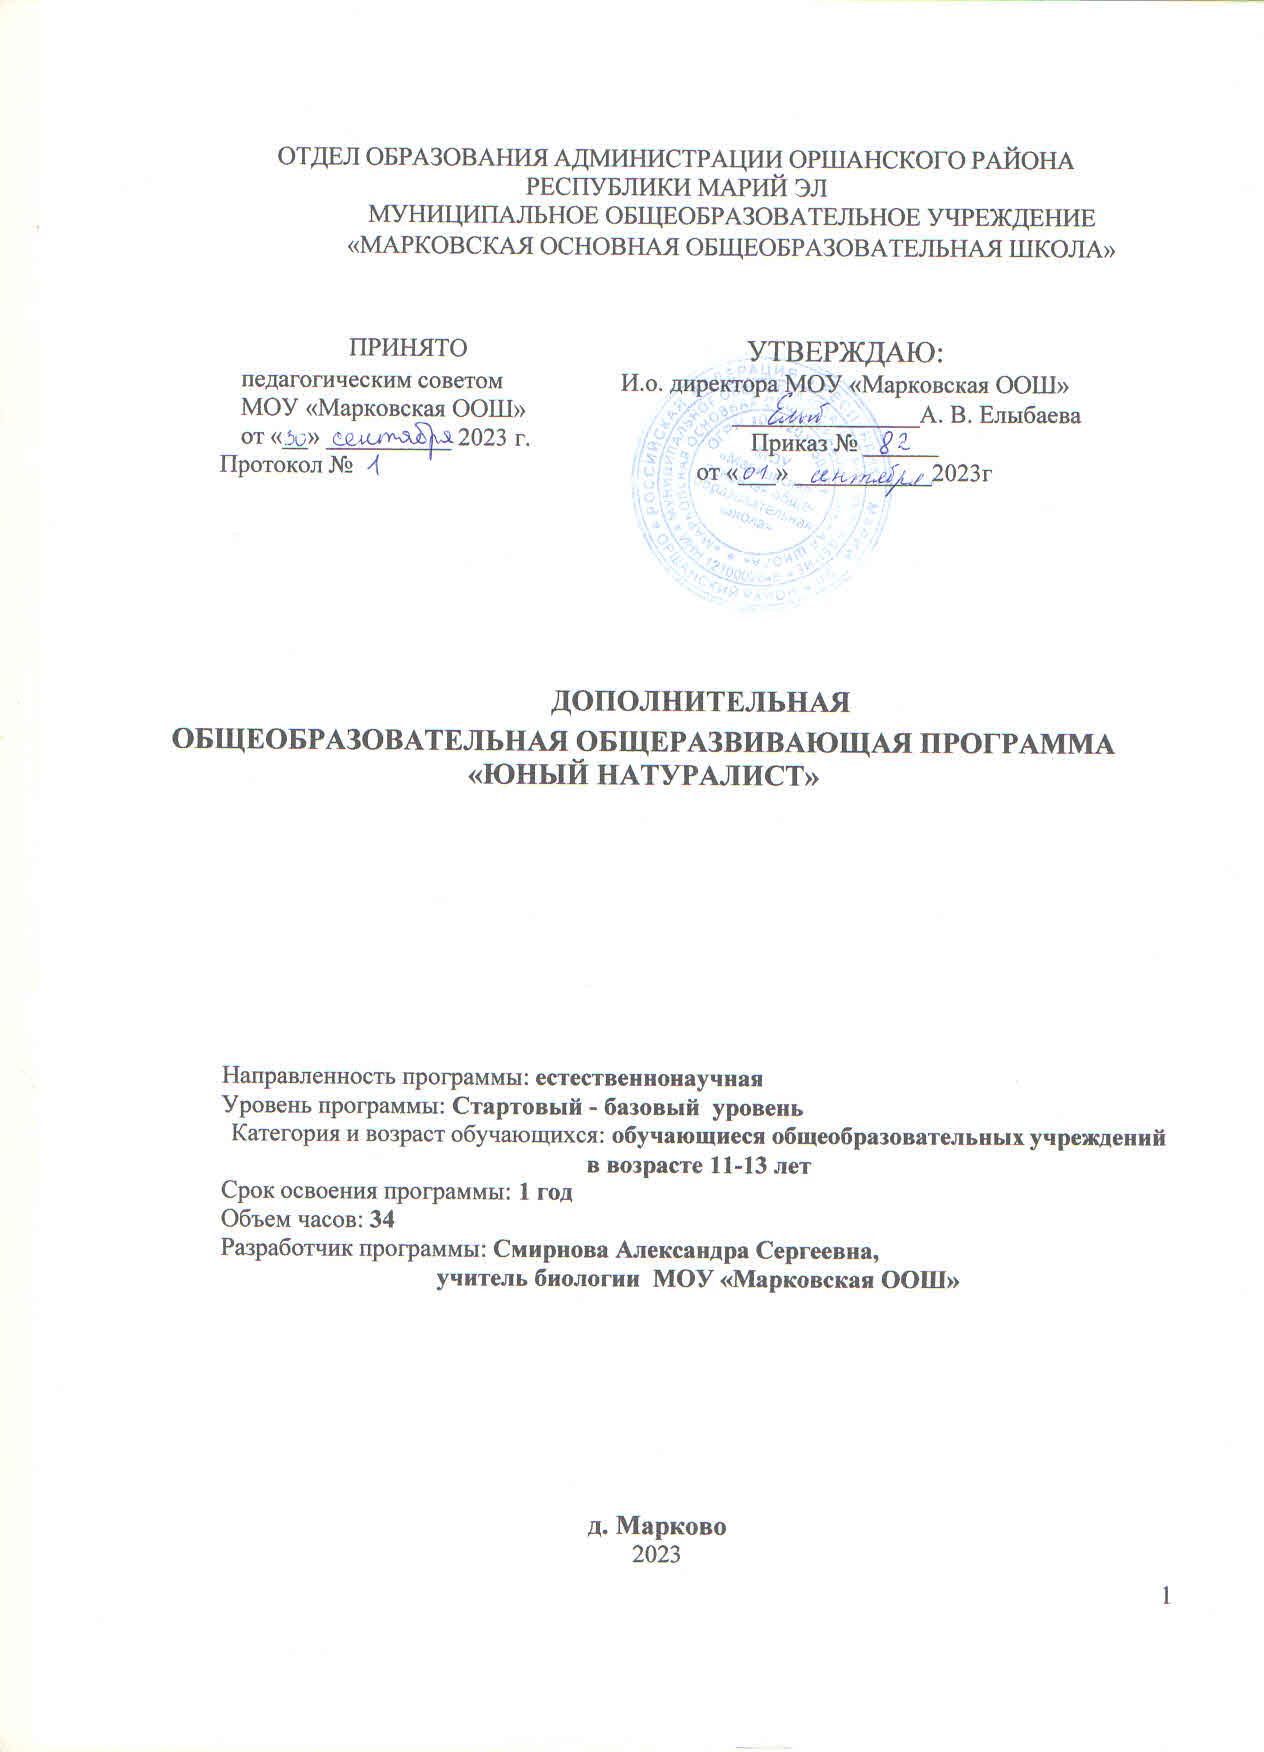 ОТДЕЛ ОБРАЗОВАНИЯ АДМИНИСТРАЦИИ ОРШАНСКОГО РАЙОНА
РЕСПУБЛИКИ МАРИЙ ЭЛ
МУНИЦИПАЛЬНОЕ ОБЩЕОБРАЗОВАТЕЛЬНОЕ УЧРЕЖДЕНИЕ
«МАРКОВСКАЯ ОСНОВНАЯ ОБЩЕОБРАЗОВАТЕЛЬНАЯ ШКОЛА»
ПРИНЯТО
педагогическим советом
МОУ «Марковская ООШ»
от «30» сентября 2023 г.
Протокол № 1
УТВЕРЖДАЮ:
И.о. директора МОУ «Марковская ООШ»
А. В. Елыбаева
Приказ № 82
от «01» сентября 2023г
ДОПОЛНИТЕЛЬНАЯ
ОБЩЕОБРАЗОВАТЕЛЬНАЯ ОБЩЕРАЗВИВАЮЩАЯ ПРОГРАММА
«ЮНЫЙ НАТУРАЛИСТ»
Направленность программы: естественнонаучная
Уровень программы: Стартовый - базовый уровень
Категория и возраст обучающихся: обучающиеся общеобразовательных учреждений
в возрасте 11-13 лет
Срок освоения программы: 1 год
Объем часов: 34
Разработчик программы: Смирнова Александра Сергеевна,
учитель биологии МОУ «Марковская ООШ»
д. Марково
2023
1